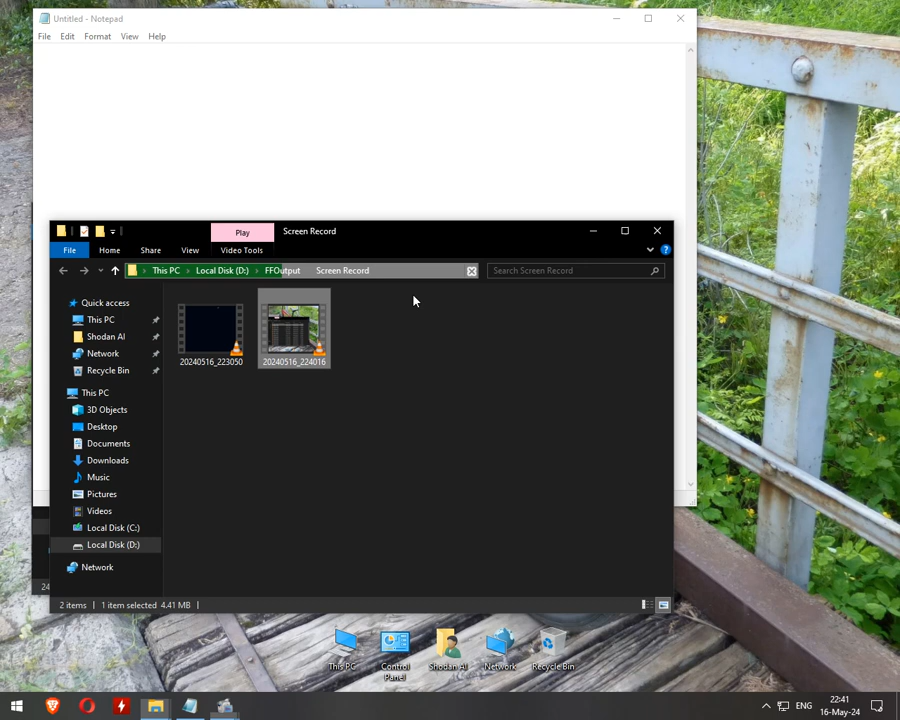 Untitled - Notepad
File Edit Format View Help
Play
Screen Record
File Home Share View Video Tools
This PC Local Disk (D:) FFOutput Screen Record
Search Screen Record
Quick access
This PC
Shodan AI
Network
Recycle Bin
This PC
3D Objects
Desktop
Documents
Downloads
Music
Pictures
Videos
Local Disk (C:)
Local Disk (D:)
Network
20240516_223050
20240516_224016
2 items 1 item selected 4.41 MB
24
This PC
Control Panel
Shodan AI
Network
Recycle Bin
ENG
22:41
16-May-24